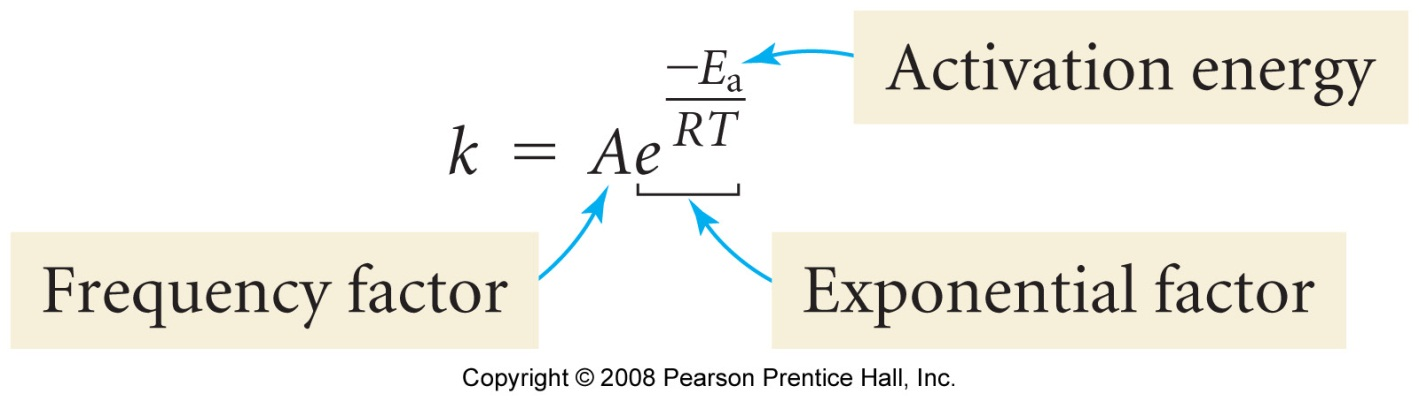 Activation energy
k = Ae^(−Eₐ/RT)
Frequency factor
Exponential factor
Copyright © 2008 Pearson Prentice Hall, Inc.